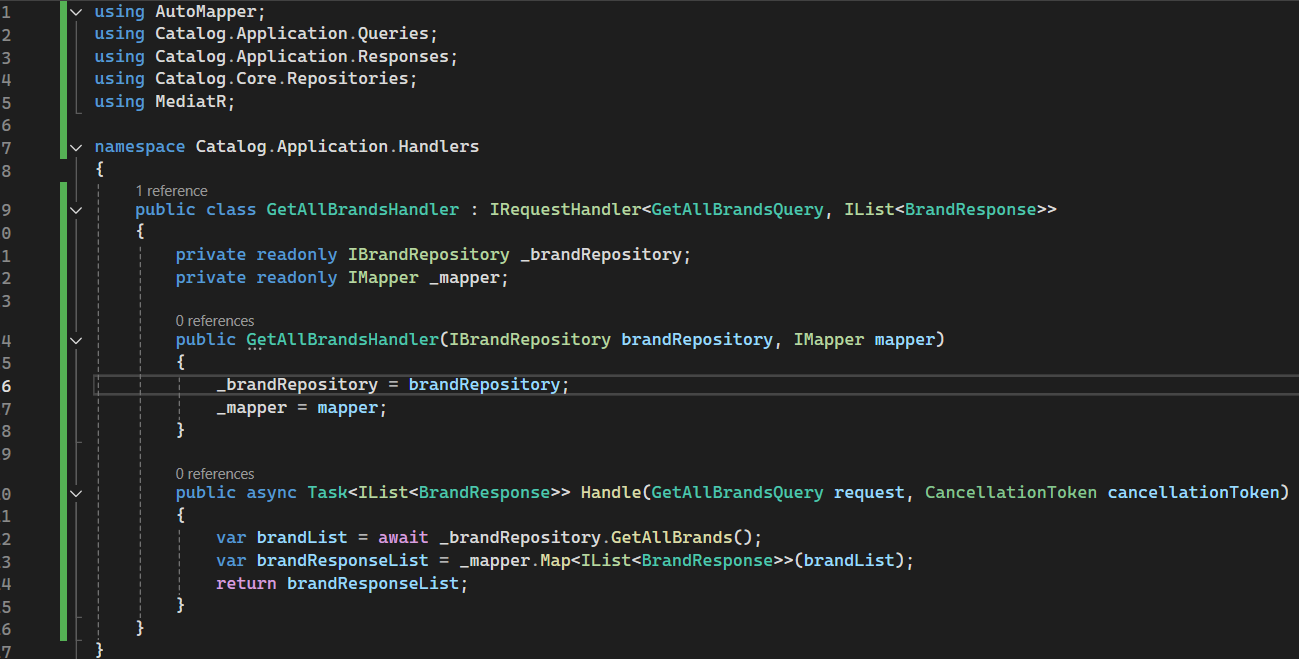 1 using AutoMapper;
2 using Catalog.Application.Queries;
3 using Catalog.Application.Responses;
4 using Catalog.Core.Repositories;
5 using MediatR;
6
7 namespace Catalog.Application.Handlers
8 {
1 reference
9 public class GetAllBrandsHandler : IRequestHandler<GetAllBrandsQuery, IList<BrandResponse>>
0 {
1 private readonly IBrandRepository _brandRepository;
2 private readonly IMapper _mapper;
3
0 references
4 public GetAllBrandsHandler(IBrandRepository brandRepository, IMapper mapper)
5 {
6 _brandRepository = brandRepository;
7 _mapper = mapper;
8 }
9
0 references
0 public async Task<IList<BrandResponse>> Handle(GetAllBrandsQuery request, CancellationToken cancellationToken)
1 {
2 var brandList = await _brandRepository.GetAllBrands();
3 var brandResponseList = _mapper.Map<IList<BrandResponse>>(brandList);
4 return brandResponseList;
5 }
6 }
7 }